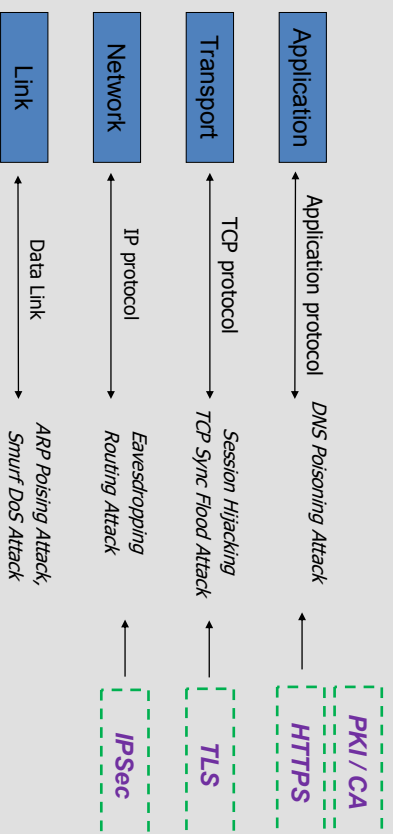 PKI / CA
Application
Application protocol
DNS Poisoning Attack
HTTPS
Transport
TCP protocol
Session Hijacking
TCP Sync Flood Attack
TLS
Network
IP protocol
Eavesdropping
Routing Attack
IPSec
Link
Data Link
ARP Poising Attack,
Smurf DoS Attack